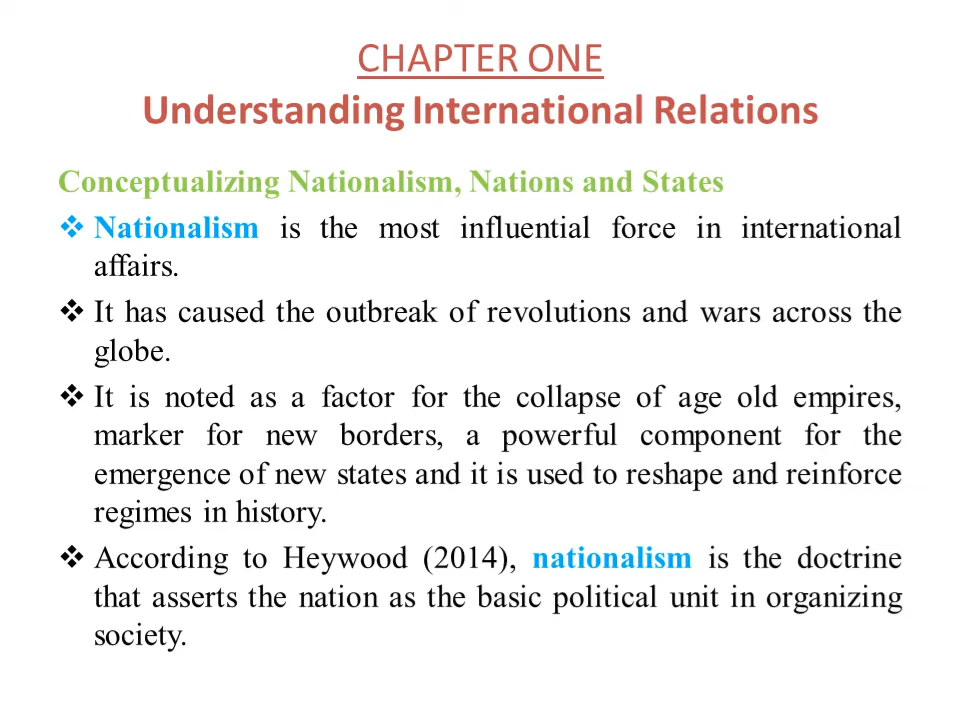 CHAPTER ONE
Understanding International Relations
Conceptualizing Nationalism, Nations and States
❖ Nationalism is the most influential force in international
affairs.
❖ It has caused the outbreak of revolutions and wars across the
globe.
❖ It is noted as a factor for the collapse of age old empires,
marker for new borders, a powerful component for the
emergence of new states and it is used to reshape and reinforce
regimes in history.
❖ According to Heywood (2014), nationalism is the doctrine
that asserts the nation as the basic political unit in organizing
society.